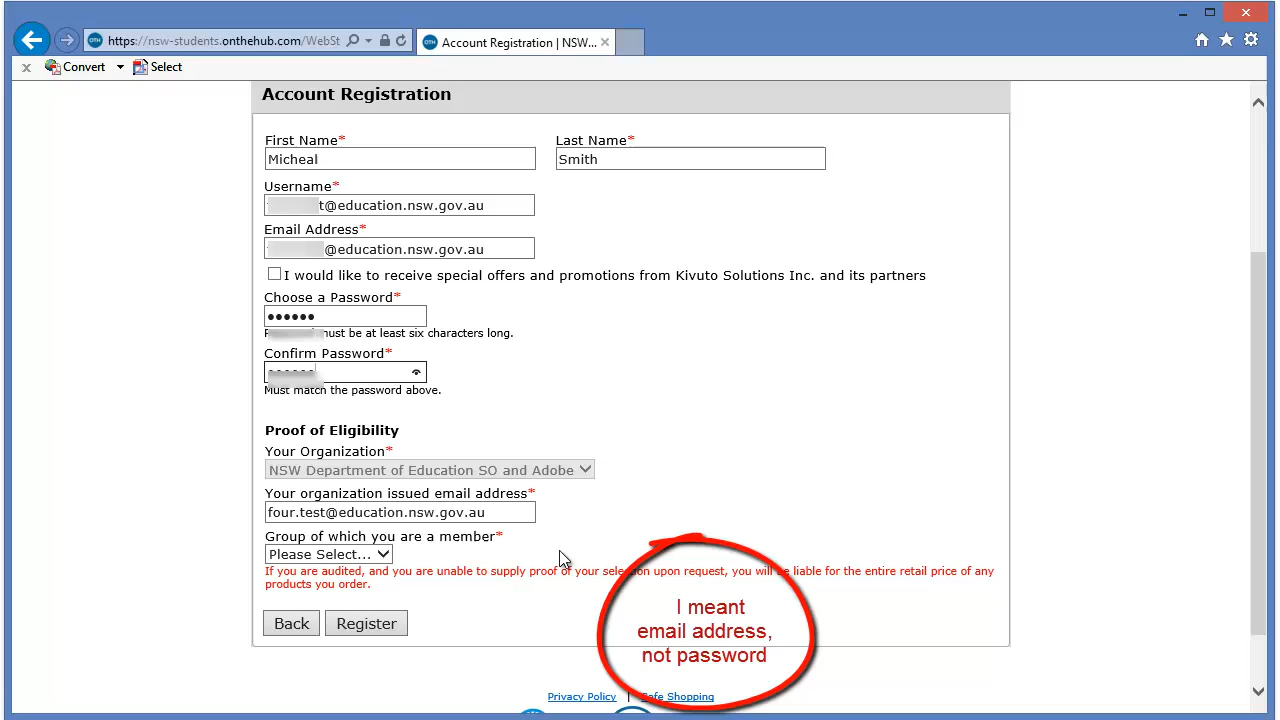 https://nsw-students.onthehub.com/WebSt
Account Registration | NSW...
Convert Select
Account Registration
First Name* Last Name*
Micheal Smith
Username*
t@education.nsw.gov.au
Email Address*
@education.nsw.gov.au
I would like to receive special offers and promotions from Kivuto Solutions Inc. and its partners
Choose a Password*
••••••
must be at least six characters long.
Confirm Password*
Must match the password above.
Proof of Eligibility
Your Organization*
NSW Department of Education SO and Adobe
Your organization issued email address*
four.test@education.nsw.gov.au
Group of which you are a member*
Please Select...
If you are audited, and you are unable to supply proof of your selection upon request, you will be liable for the entire retail price of any
products you order.
Back Register
I meant
email address,
not password
Privacy Policy | Safe Shopping